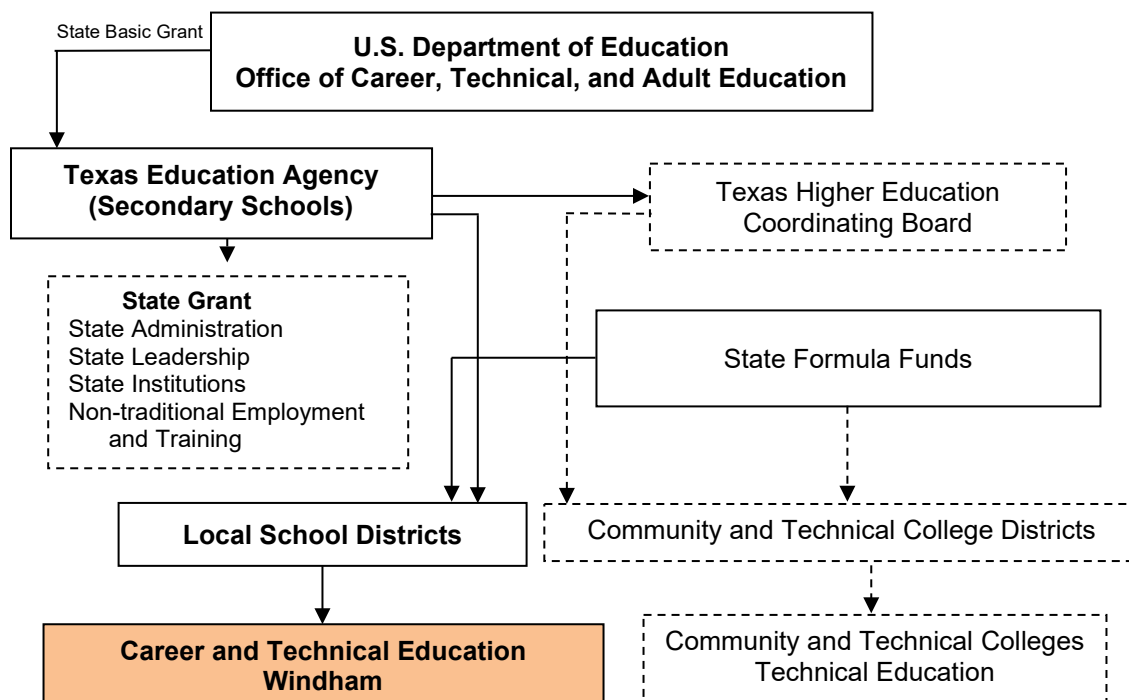 State Basic Grant
U.S. Department of Education
Office of Career, Technical, and Adult Education
Texas Education Agency
(Secondary Schools)
Texas Higher Education
Coordinating Board
State Grant
State Administration
State Leadership
State Institutions
Non-traditional Employment
and Training
State Formula Funds
Local School Districts
Community and Technical College Districts
Career and Technical Education
Windham
Community and Technical Colleges
Technical Education